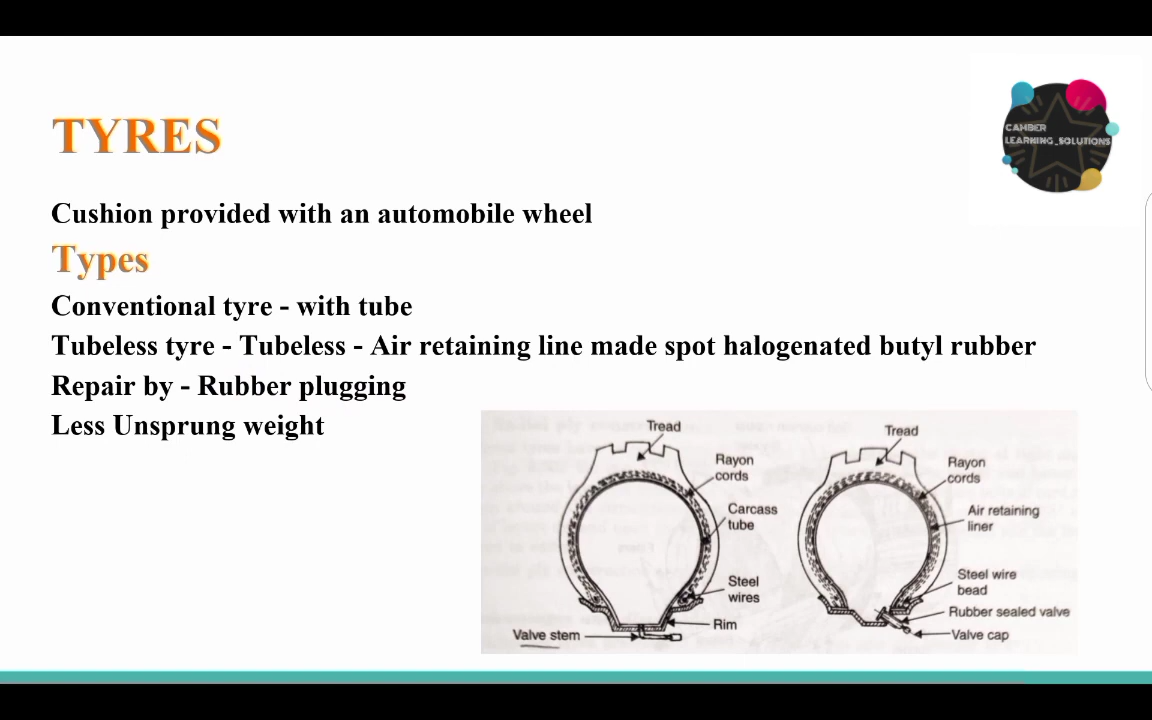 TYRES
CAMBER
LEARNING_SOLUTIONS
Cushion provided with an automobile wheel
Types
Conventional tyre - with tube
Tubeless tyre - Tubeless - Air retaining line made spot halogenated butyl rubber
Repair by - Rubber plugging
Less Unsprung weight
Tread
Rayon
cords
Carcass
tube
Steel
wires
Rim
Valve stem
Tread
Rayon
cords
Air retaining
liner
Steel wire
bead
Rubber sealed valve
Valve cap